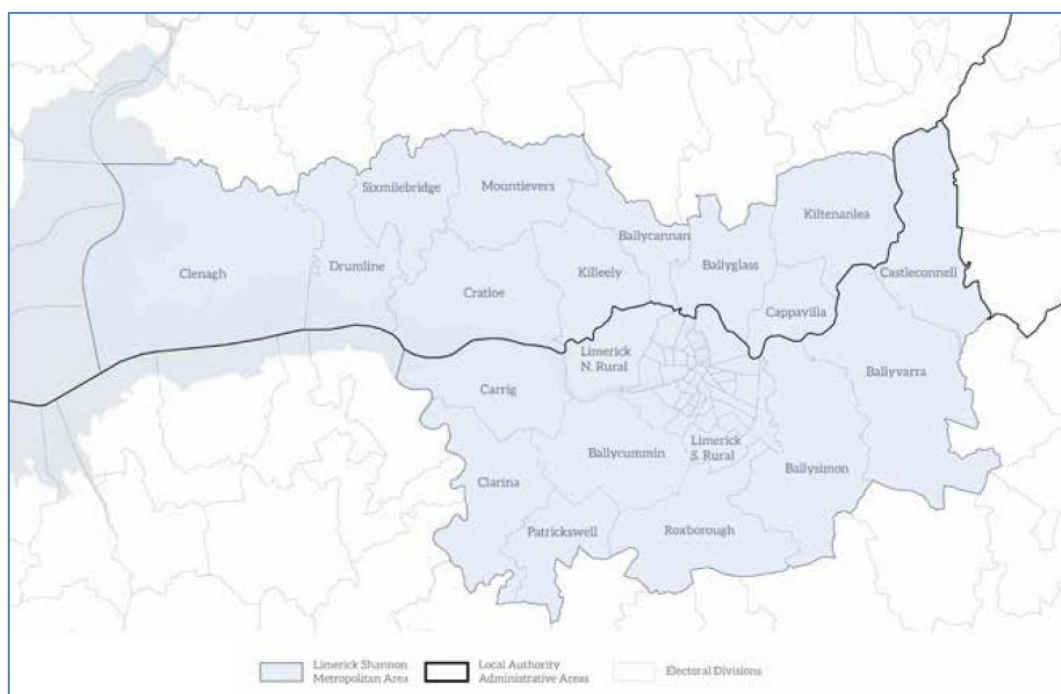 Sixmilebridge
Mountievers
Kiltenanlea
Ballycannan
Clenagh
Drumline
Killeely
Ballyglass
Castleconnell
Cratloe
Cappavilla
Limerick
N. Rural
Ballyvarra
Carrig
Limerick
S. Rural
Ballycummin
Ballysimon
Clarina
Patrickswell
Roxborough
Limerick Shannon
Metropolitan Area
Local Authority
Administrative Areas
Electoral Divisions